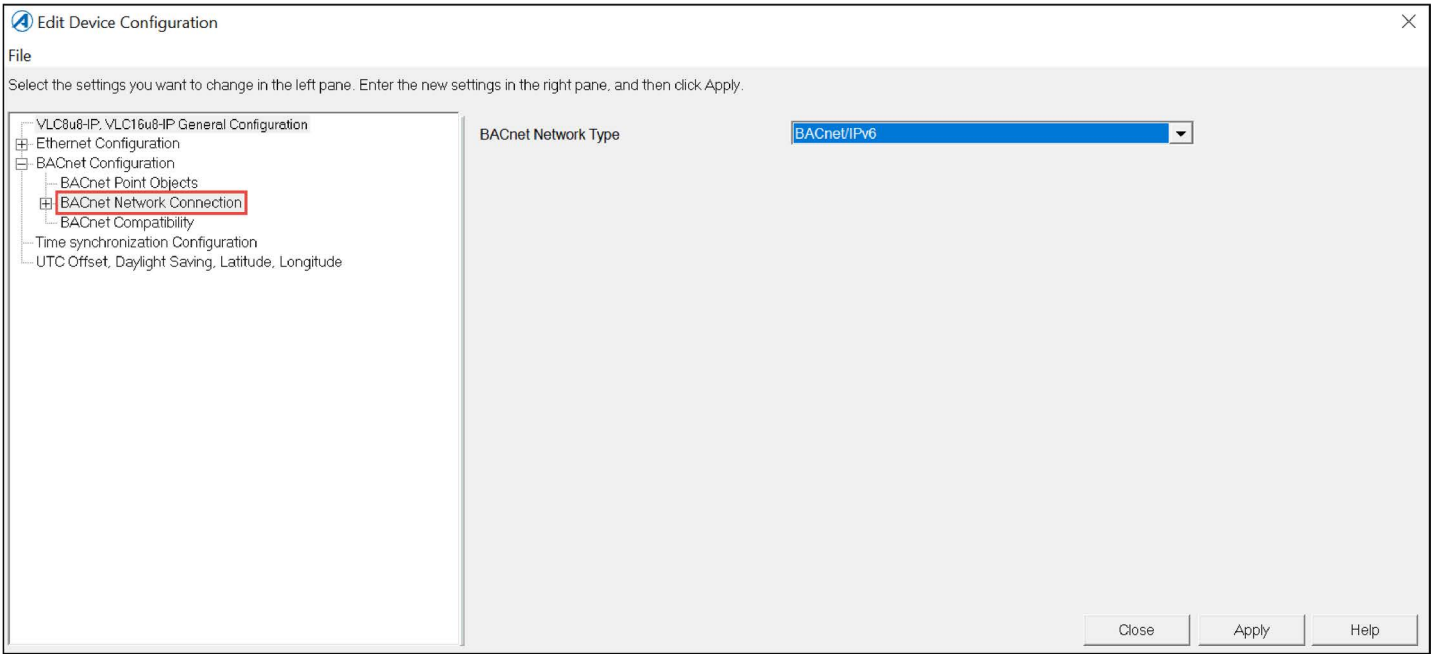 Edit Device Configuration
File
Select the settings you want to change in the left pane. Enter the new settings in the right pane, and then click Apply.
VLC8u8-IP, VLC16u8-IP General Configuration
Ethernet Configuration
BACnet Configuration
BACnet Point Objects
BACnet Network Connection
BACnet Compatibility
Time synchronization Configuration
UTC Offset, Daylight Saving, Latitude, Longitude
BACnet Network Type BACnet/IPv6
Close Apply Help